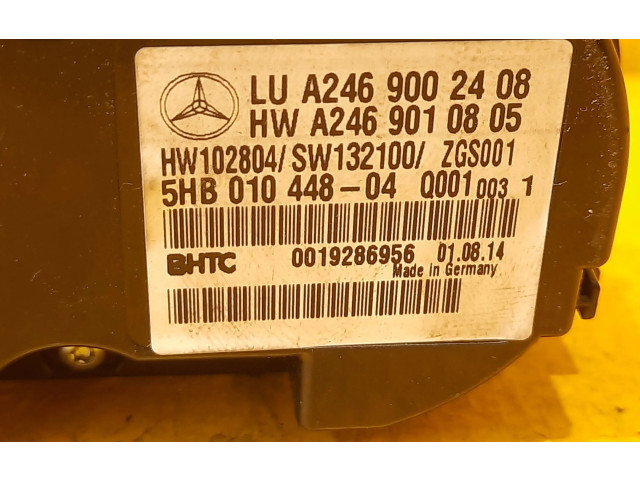 LU A246 900 24 08
HW A246 901 08 05
HW102804/ SW132100/ ZGS001
5HB 010 448-04 Q001 003 1
BHTC 0019286956 01.08.14
Made in Germany